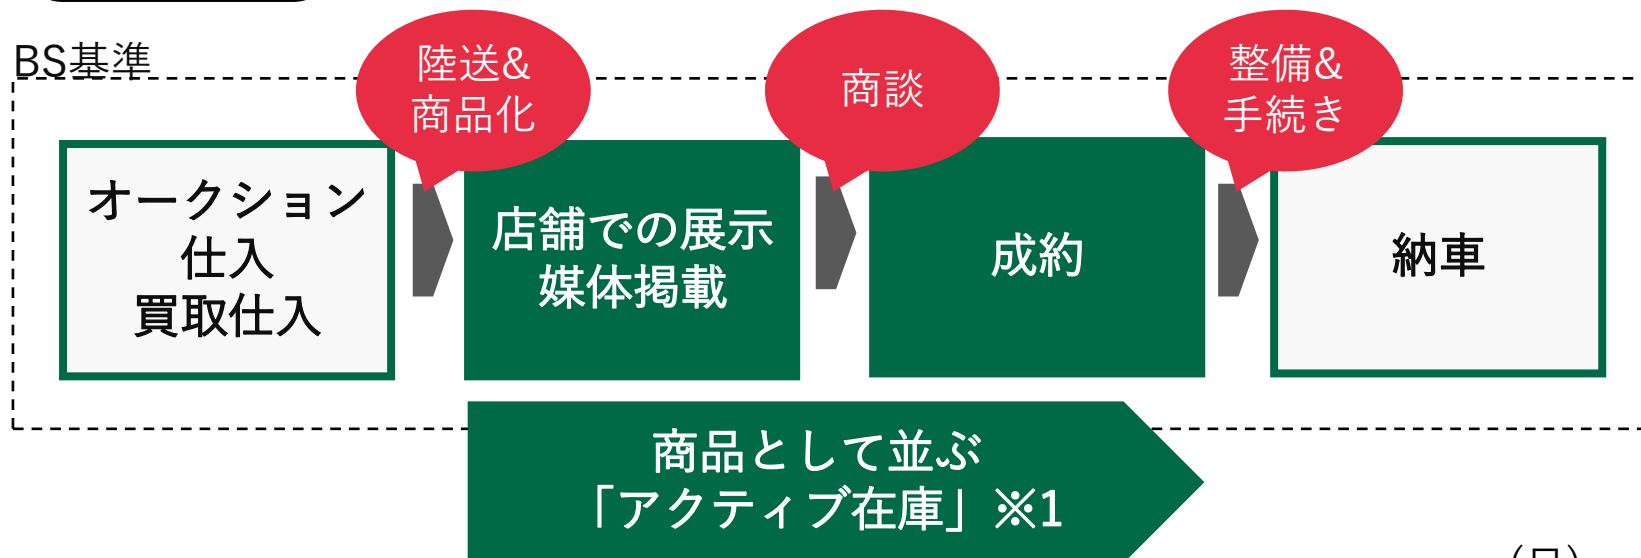 BS基準
陸送&
商品化
商談
整備&
手続き
オークション
仕入
買取仕入
店舗での展示
媒体掲載
成約
納車
商品として並ぶ
「アクティブ在庫」※1